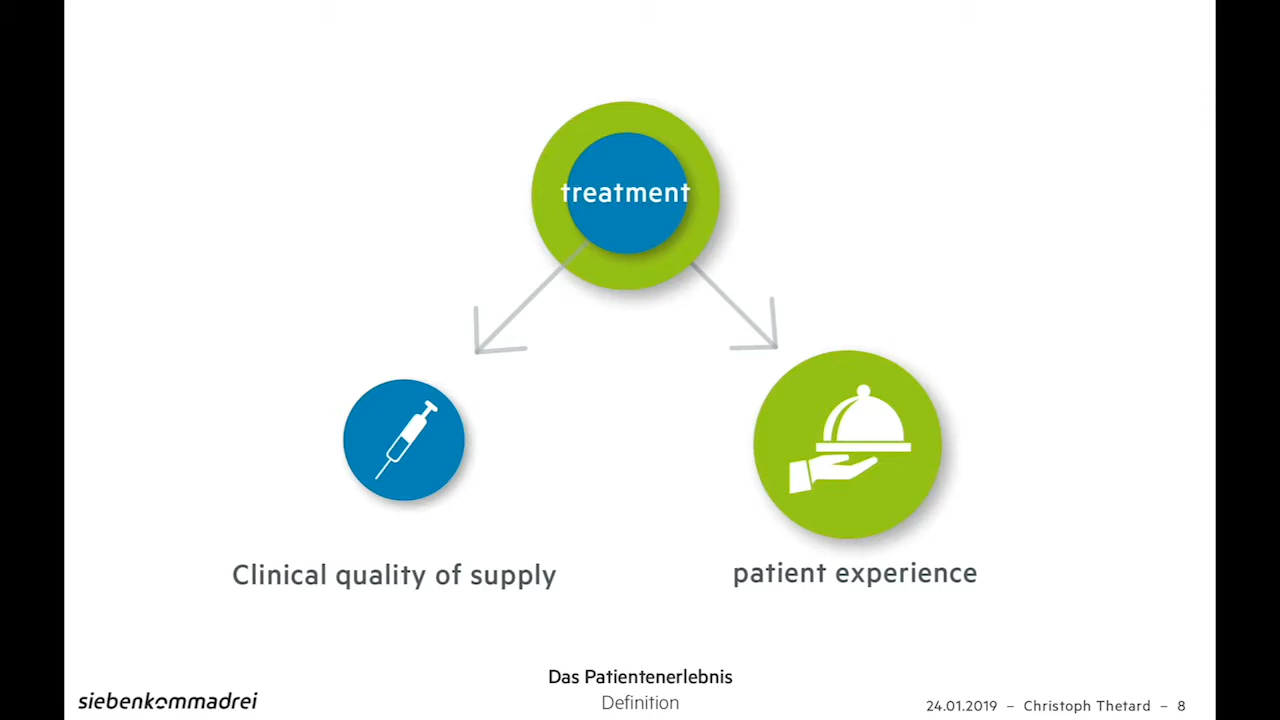 treatment
Clinical quality of supply
patient experience
Das Patientenerlebnis
Definition
siebenkommadrei
24.01.2019 – Christoph Thetard – 8